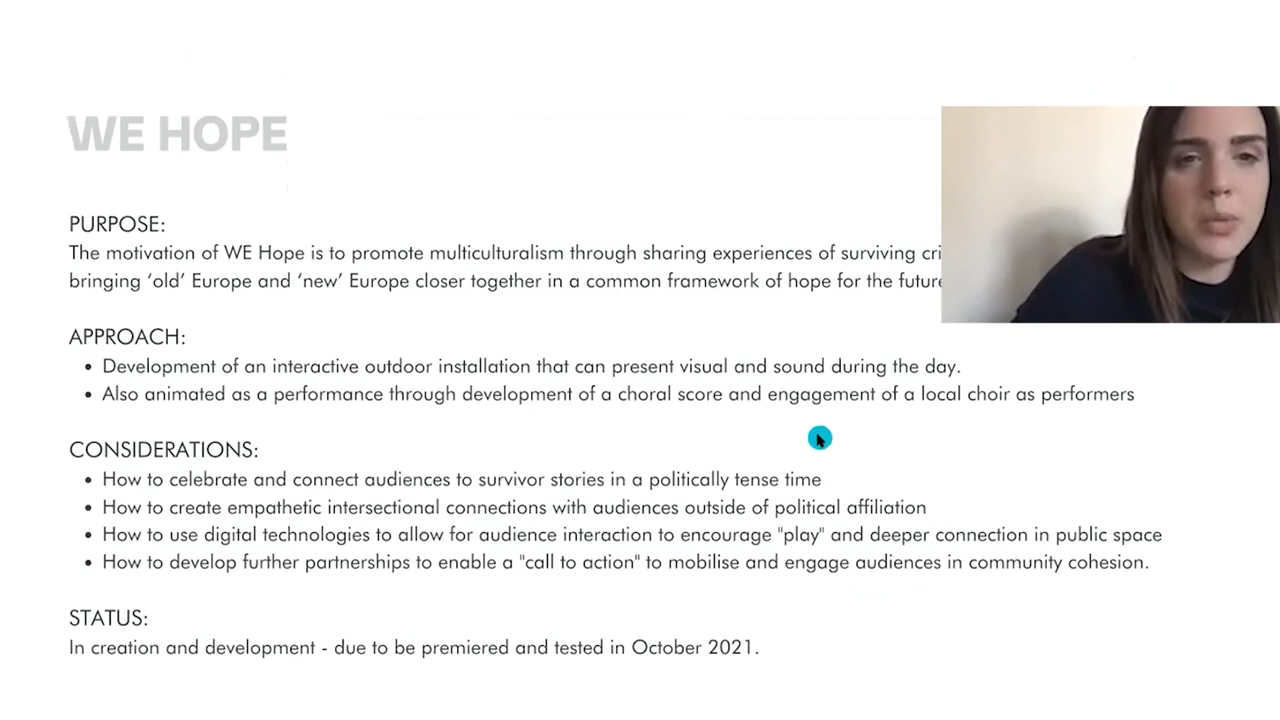 WE HOPE
PURPOSE:
The motivation of WE Hope is to promote multiculturalism through sharing experiences of surviving
bringing ‘old’ Europe and ‘new’ Europe closer together in a common framework of hope for the future
APPROACH:
• Development of an interactive outdoor installation that can present visual and sound during the day.
• Also animated as a performance through development of a choral score and engagement of a local choir as performers
CONSIDERATIONS:
• How to celebrate and connect audiences to survivor stories in a politically tense time
• How to create empathetic intersectional connections with audiences outside of political affiliation
• How to use digital technologies to allow for audience interaction to encourage "play" and deeper connection in public space
• How to develop further partnerships to enable a "call to action" to mobilise and engage audiences in community cohesion.
STATUS:
In creation and development - due to be premiered and tested in October 2021.